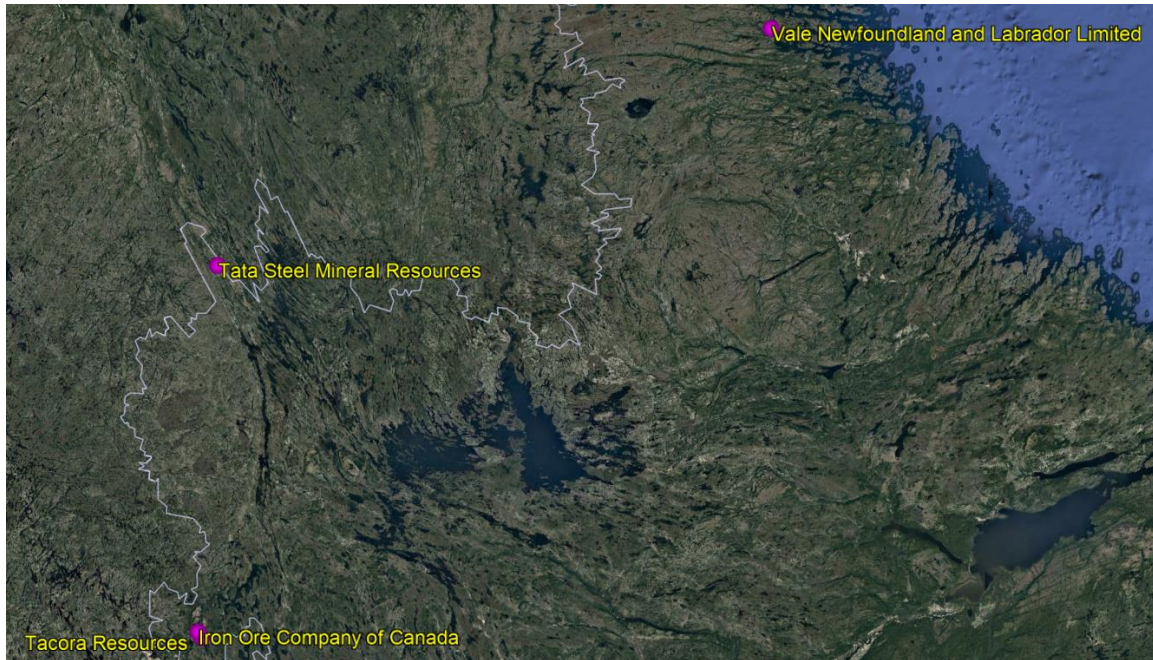 Vale Newfoundland and Labrador Limited
Tata Steel Mineral Resources
Tacora Resources
Iron Ore Company of Canada